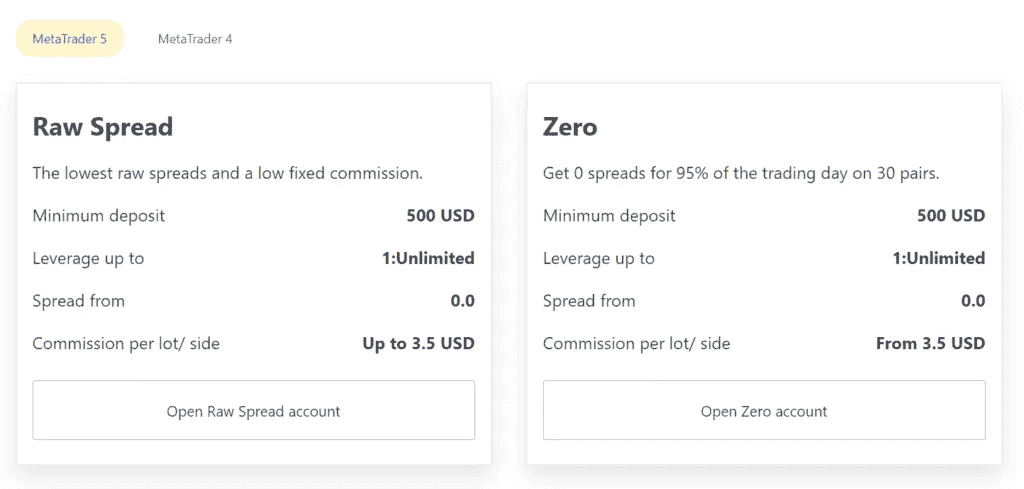 MetaTrader 5
MetaTrader 4
Raw Spread
The lowest raw spreads and a low fixed commission.
Minimum deposit 500 USD
Leverage up to 1:Unlimited
Spread from 0.0
Commission per lot/ side Up to 3.5 USD
Open Raw Spread account
Zero
Get 0 spreads for 95% of the trading day on 30 pairs.
Minimum deposit 500 USD
Leverage up to 1:Unlimited
Spread from 0.0
Commission per lot/ side From 3.5 USD
Open Zero account